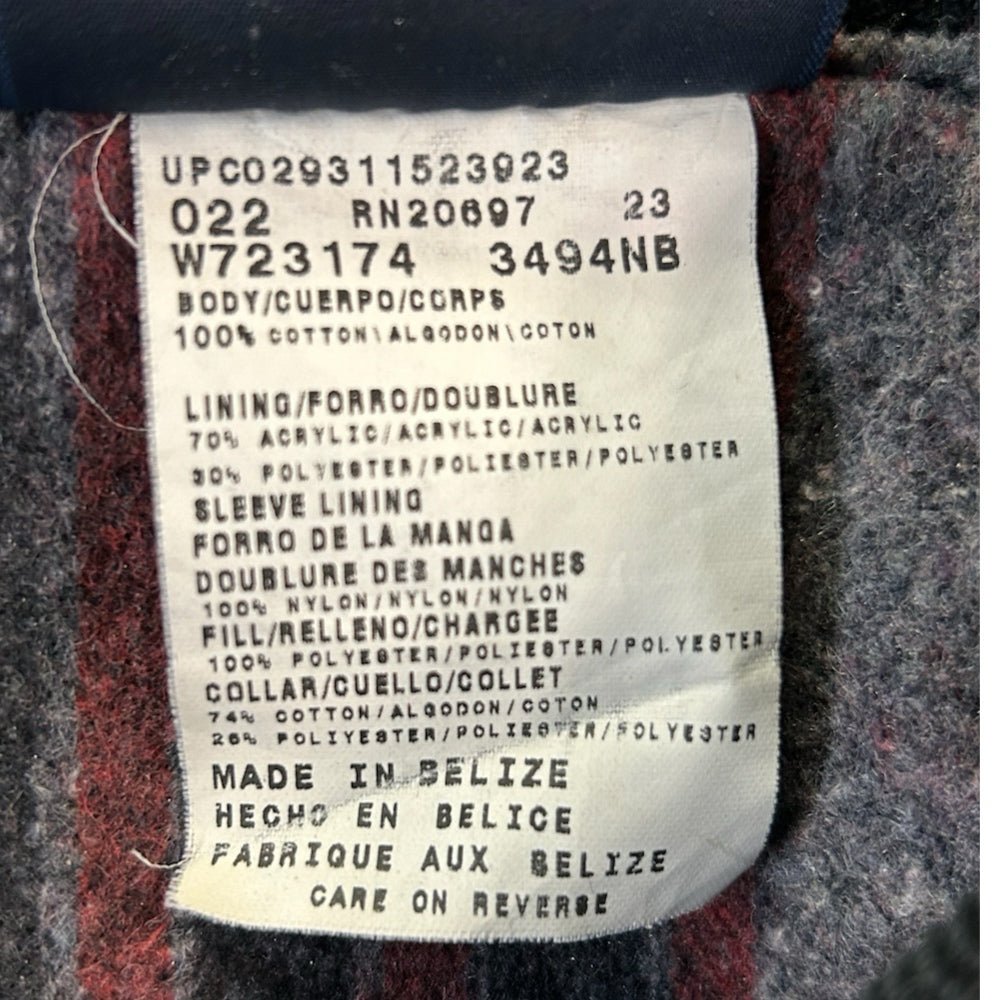 UPC029311523923
022 RN20697 23
W723174 3494NB
BODY/CUERPO/CORPS
100% COTTON\ALGODON\COTON
LINING/FORRO/DOUBLURE
70% ACRYLIC/ACRYLIC/ACRYLIC
30% POLYESTER/POLIESTER/POLYESTER
SLEEVE LINING
FORRO DE LA MANGA
DOUBLURE DES MANCHES
100% NYLON/NYLON/NYLON
FILL/RELLENO/CHARGEE
100% POLYESTER/POLIESTER/POLYESTER
COLLAR/CUELLO/COLLET
74% COTTON/ALGODON/COTON
26% POLIYESTER/POLIESTER/POLYESTER
MADE IN BELIZE
HECHO EN BELICE
FABRIQUE AUX BELIZE
CARE ON REVERSE